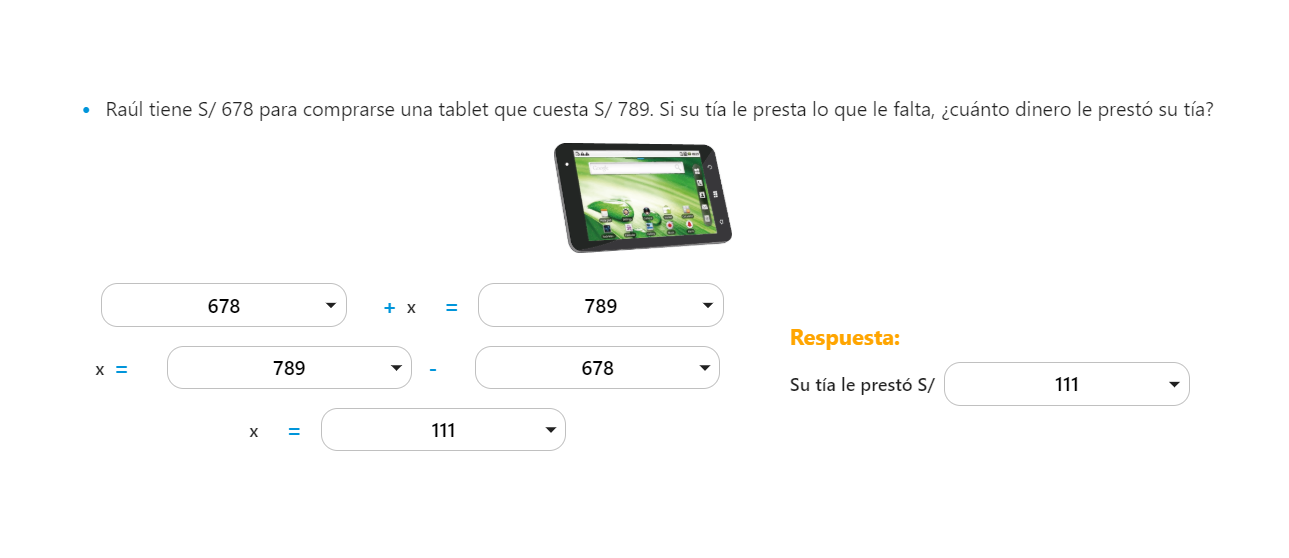 • Raúl tiene S/ 678 para comprarse una tablet que cuesta S/ 789. Si su tía le presta lo que le falta, ¿cuánto dinero le prestó su tía?
678 + x = 789
x = 789 - 678
x = 111
Respuesta:
Su tía le prestó S/ 111